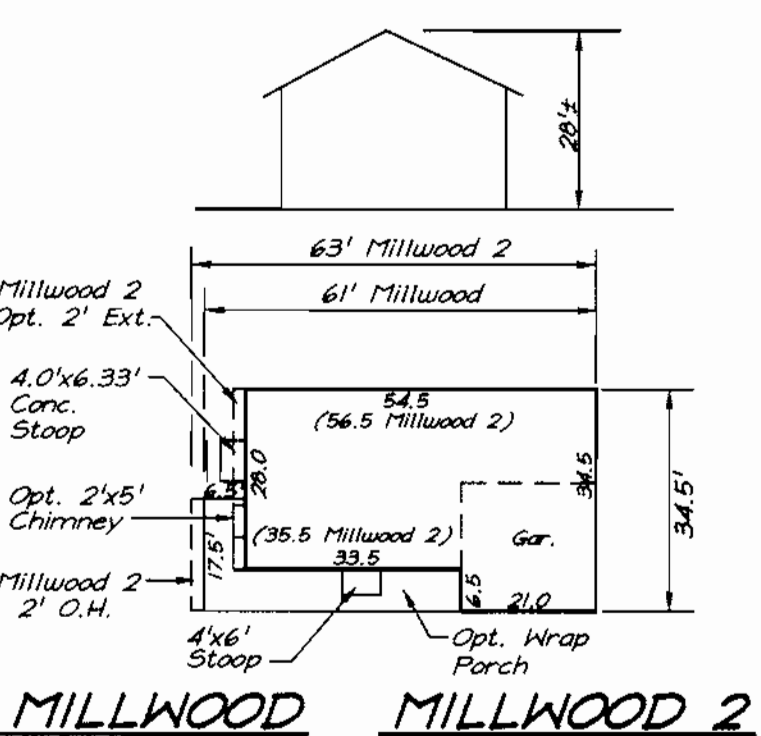 28'±
63' Millwood 2
61' Millwood
Millwood 2
Opt. 2' Ext.
4.0'x6.33'
Conc.
Stoop
54.5
(56.5 Millwood 2)
28.0
34.5
34.5'
6.5'
Opt. 2'x5'
Chimney
(35.5 Millwood 2)
33.5
Gar.
17.5'
6.5
21.0
Millwood 2
2' O.H.
4'x6'
Stoop
Opt. Wrap
Porch
MILLWOOD
MILLWOOD 2